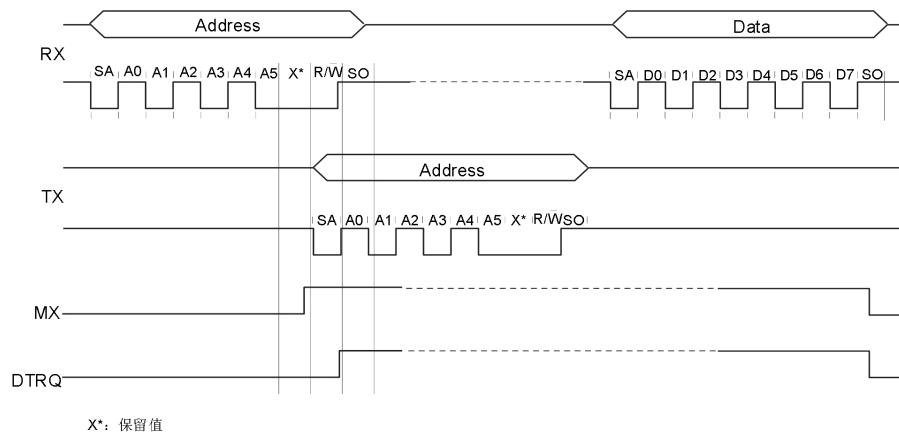 Address Data
RX
SA A0 A1 A2 A3 A4 A5 X* R/W SO SA D0 D1 D2 D3 D4 D5 D6 D7 SO
Address
TX
SA A0 A1 A2 A3 A4 A5 X* R/W SO
MX
DTRQ
X*: 保留值